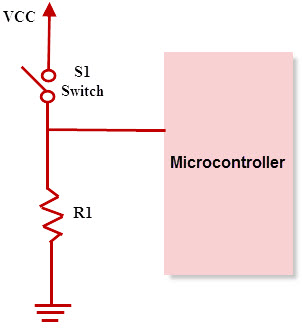 VCC
S1
Switch
Microcontroller
R1